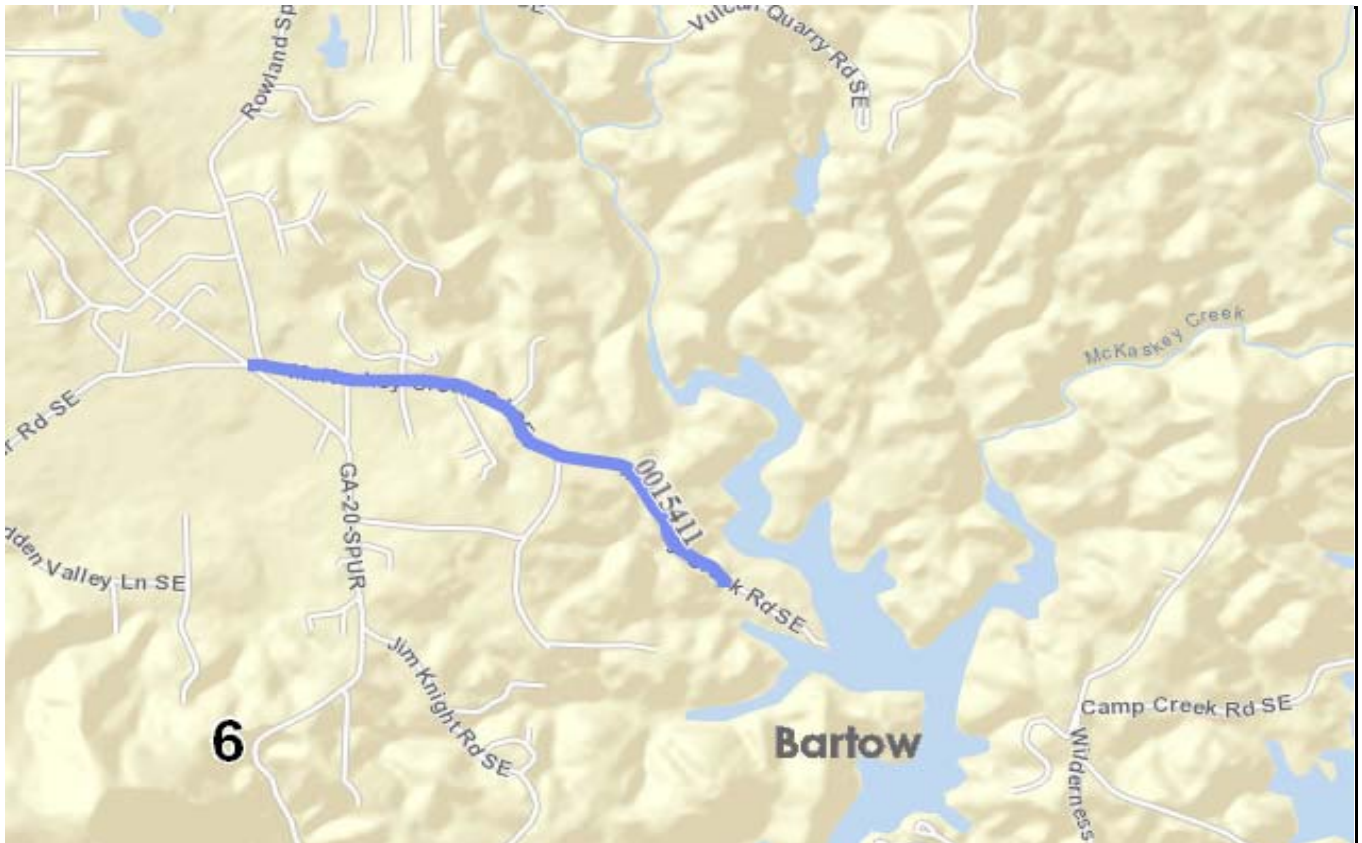 SE
Vulcan Quarry Rd SE
Rowland Sp
McKaskey Creek
r Rd SE
0015411
GA-20-SPUR
dden Valley Ln SE
k Rd SE
Jim Knight Rd SE
Camp Creek Rd SE
6
Bartow
Wilderness